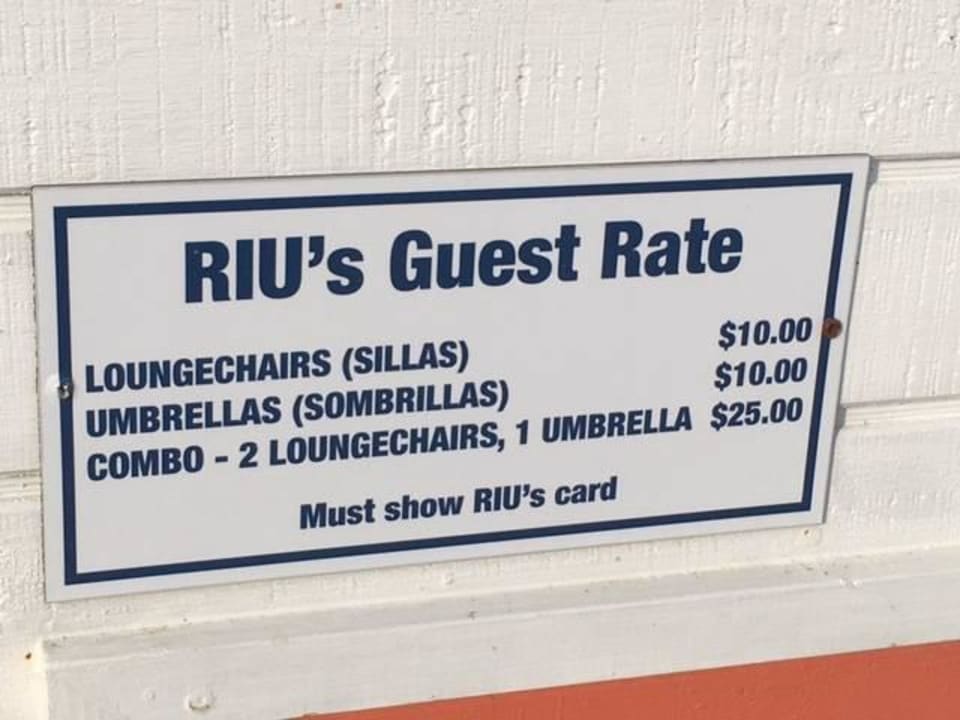 RIU's Guest Rate
LOUNGECHAIRS (SILLAS) $10.00
UMBRELLAS (SOMBRILLAS) $10.00
COMBO - 2 LOUNGECHAIRS, 1 UMBRELLA $25.00
Must show RIU's card